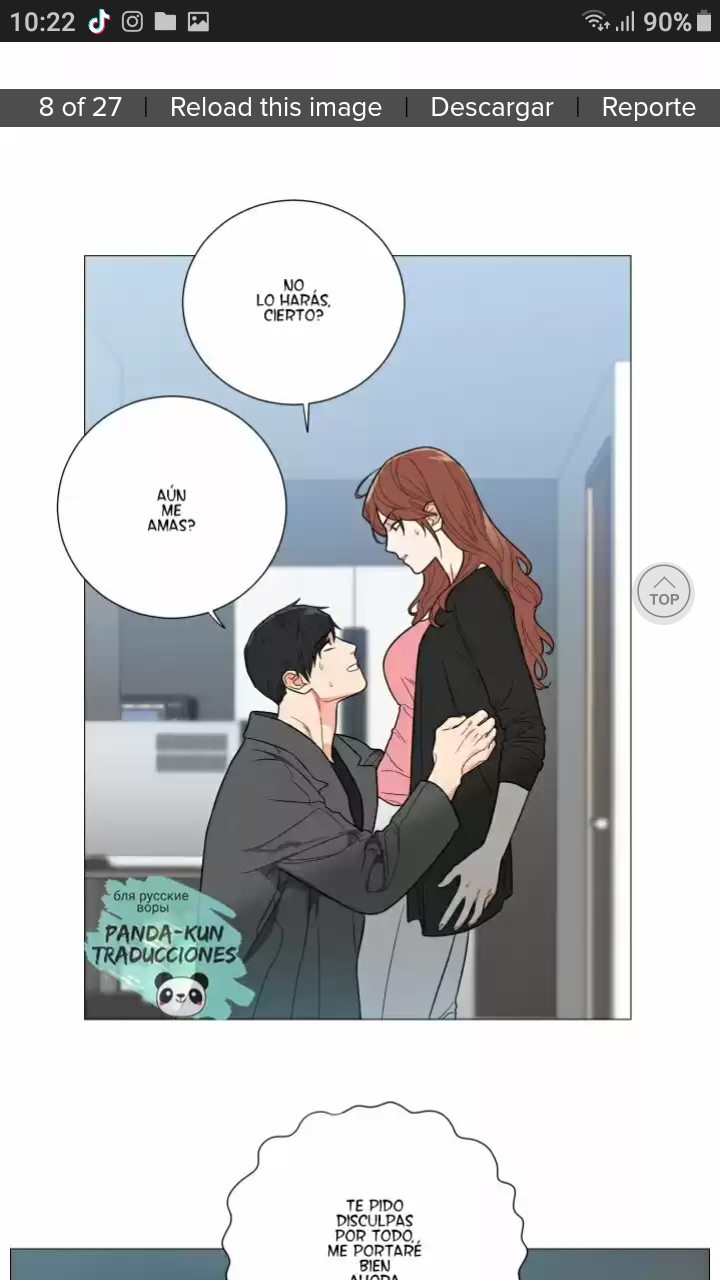 10:22
90%
8 of 27 | Reload this image | Descargar | Reporte
NO
LO HARÁS,
CIERTO?
AÚN
ME
AMAS?
TOP
бля русские
воры
PANDA-KUN
TRADUCCIONES
TE PIDO
DISCULPAS
POR TODO,
ME PORTARÉ
BIEN
AHORA